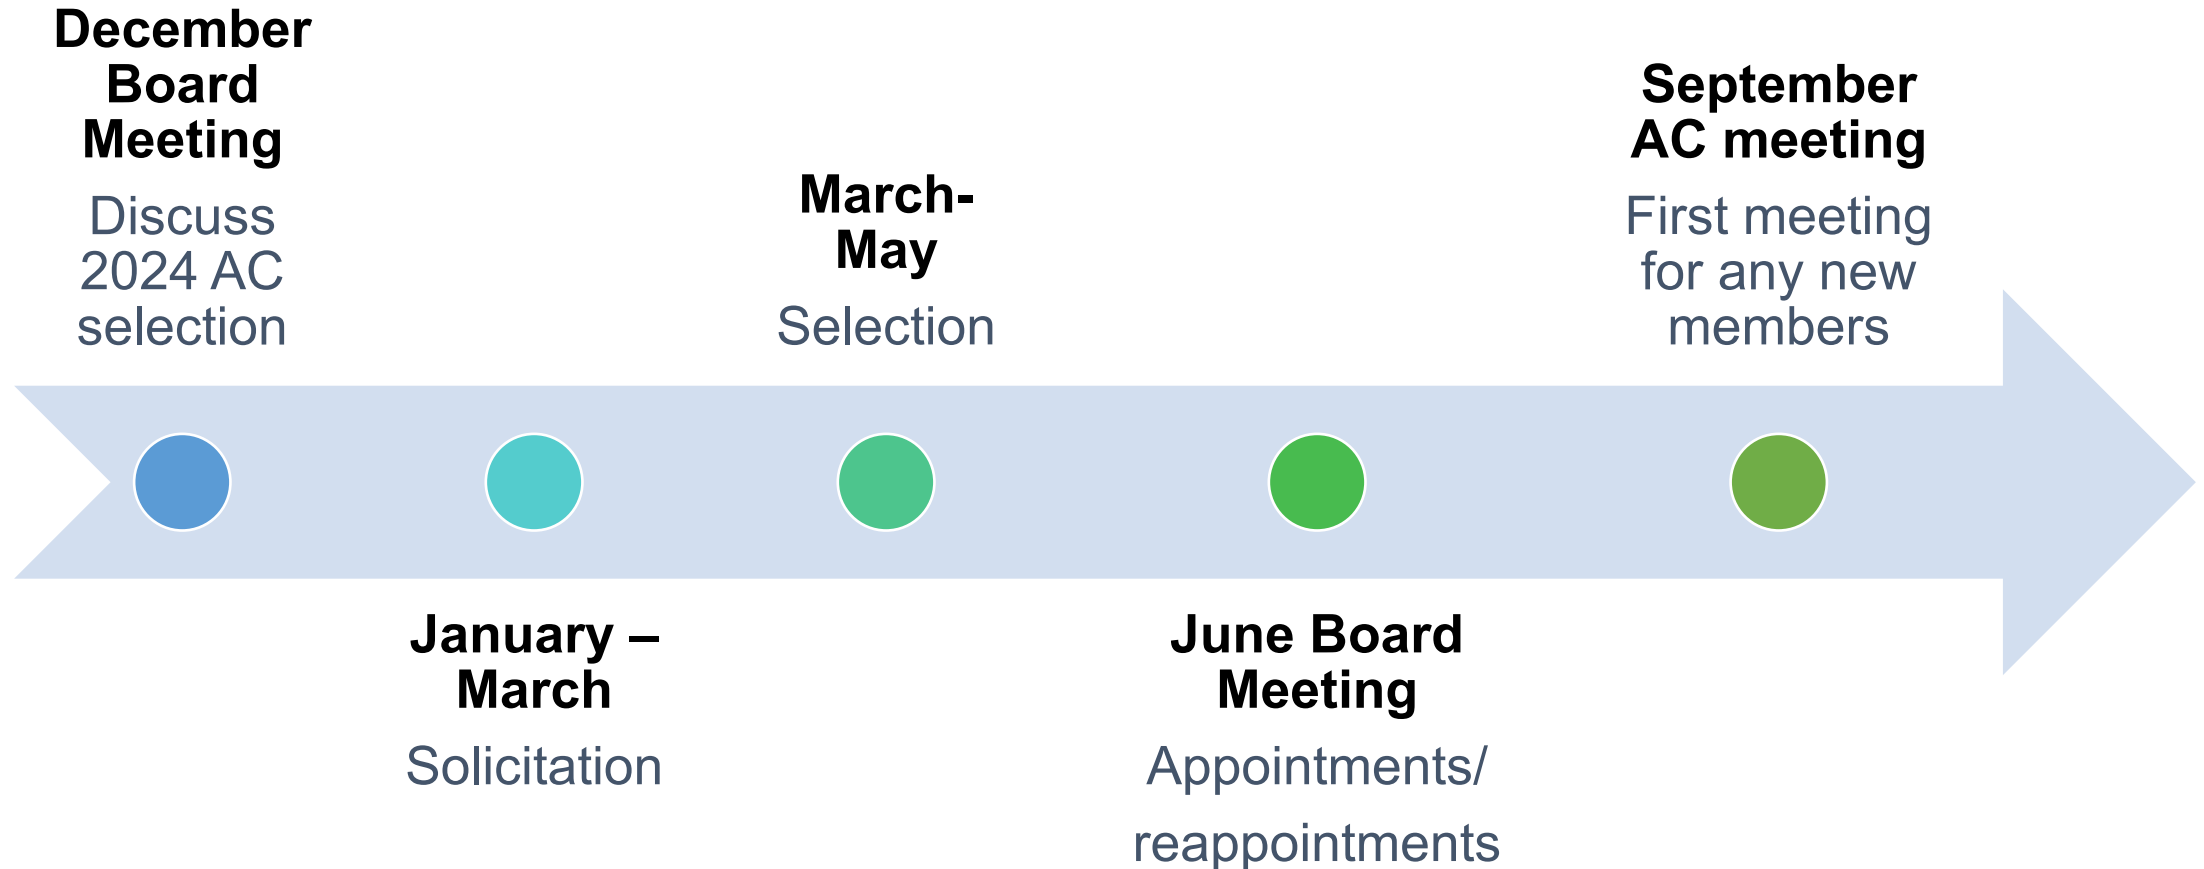 December
Board
Meeting
Discuss
2024 AC
selection
January –
March
Solicitation
March-
May
Selection
June Board
Meeting
Appointments/
reappointments
September
AC meeting
First meeting
for any new
members